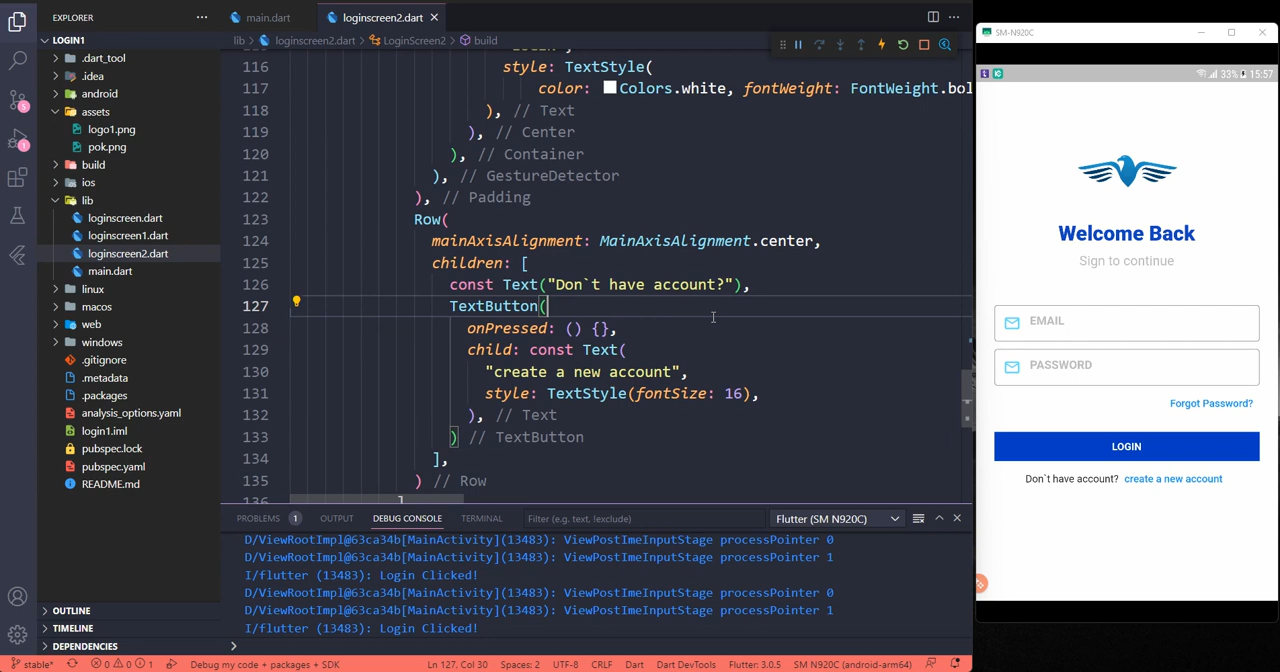 EXPLORER
LOGIN1
.dart_tool
.idea
android
assets
logo1.png
pok.png
build
ios
lib
loginscreen.dart
loginscreen1.dart
loginscreen2.dart
main.dart
linux
macos
web
windows
.gitignore
.metadata
.packages
analysis_options.yaml
login1.iml
pubspec.lock
pubspec.yaml
README.md
OUTLINE
TIMELINE
DEPENDENCIES
5
1
main.dart
loginscreen2.dart
lib > loginscreen2.dart > LoginScreen2 > build
116 style: TextStyle(
117 color: Colors.white, fontWeight: FontWeight.bol
118 ), // Text
119 ), // Center
120 ), // Container
121 ), // GestureDetector
122 ), // Padding
123 Row(
124 mainAxisAlignment: MainAxisAlignment.center,
125 children: [
126 const Text("Don`t have account?"),
127 TextButton(
128 onPressed: () {},
129 child: const Text(
130 "create a new account",
131 style: TextStyle(fontSize: 16),
132 ), // Text
133 ) // TextButton
134 ],
135 ) // Row
136 ]
PROBLEMS 1 OUTPUT DEBUG CONSOLE TERMINAL Filter (e.g. text, !exclude) Flutter (SM N920C)
D/ViewRootImpl@63ca34b[MainActivity](13483): ViewPostImeInputStage processPointer 0
D/ViewRootImpl@63ca34b[MainActivity](13483): ViewPostImeInputStage processPointer 1
I/flutter (13483): Login Clicked!
D/ViewRootImpl@63ca34b[MainActivity](13483): ViewPostImeInputStage processPointer 0
D/ViewRootImpl@63ca34b[MainActivity](13483): ViewPostImeInputStage processPointer 1
I/flutter (13483): Login Clicked!
stable* 0 0 1 Debug my code + packages + SDK Ln 127, Col 30 Spaces: 2 UTF-8 CRLF Dart Dart DevTools Flutter: 3.0.5 SM N920C (android-arm64)
SM-N920C
33% 15:57
Welcome Back
Sign to continue
EMAIL
PASSWORD
Forgot Password?
LOGIN
Don`t have account? create a new account